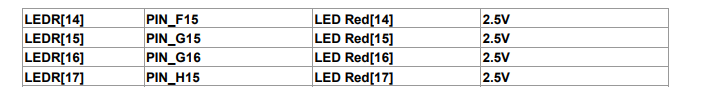 LEDR[14] PIN_F15 LED Red[14] 2.5V
LEDR[15] PIN_G15 LED Red[15] 2.5V
LEDR[16] PIN_G16 LED Red[16] 2.5V
LEDR[17] PIN_H15 LED Red[17] 2.5V